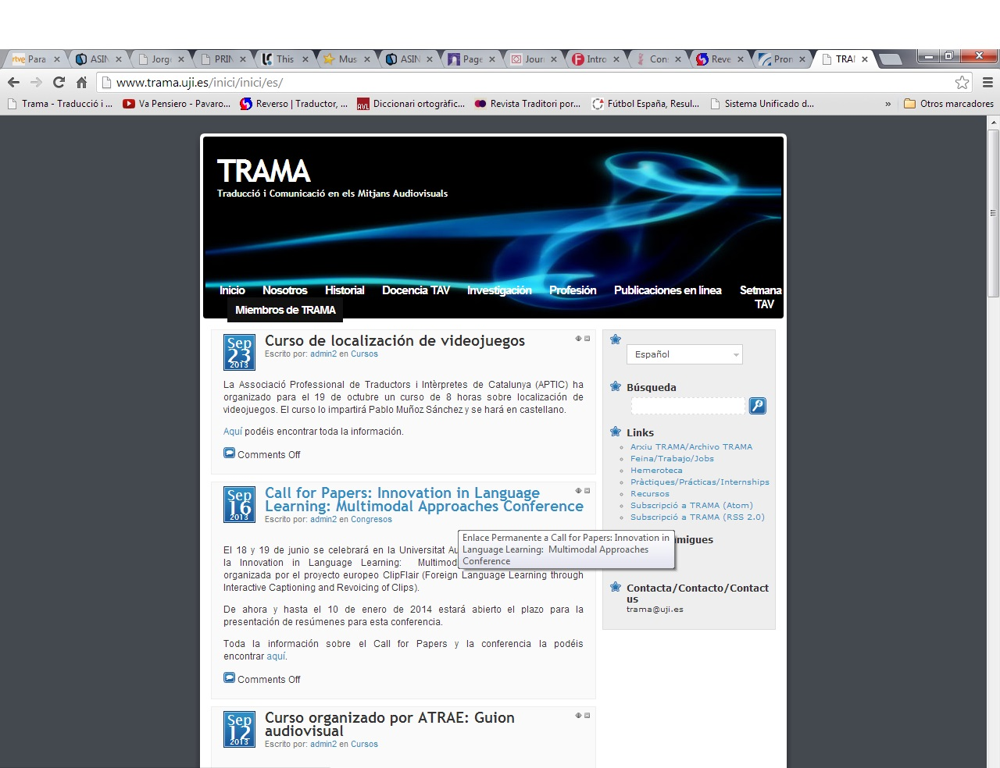 Para
ASIN
Jorge
PRIN
This
Mus
ASIN
Page
Jour
Intro
Con
Reve
Pron
TRA
www.trama.uji.es/inici/inici/es/
Trama - Traducció i ...
Va Pensiero - Pavaro...
Reverso | Traductor, ...
AVL Diccionari ortogràfic...
Revista Traditori por...
Fútbol España, Resul...
Sistema Unificado d...
»
Otros marcadores
TRAMA
Traducció i Comunicació en els Mitjans Audiovisuals
Inicio Nosotros Historial Docencia TAV Investigación Profesión Publicaciones en línea Setmana TAV
Miembros de TRAMA
Sep
23
2013
Curso de localización de videojuegos
Escrito por: admin2 en Cursos
La Associació Professional de Traductors i Intèrpretes de Catalunya (APTIC) ha
organizado para el 19 de octubre un curso de 8 horas sobre localización de
videojuegos. El curso lo impartirá Pablo Muñoz Sánchez y se hará en castellano.
Aquí podéis encontrar toda la información.
Comments Off
Sep
16
2013
Call for Papers: Innovation in Language
Learning: Multimodal Approaches Conference
Escrito por: admin2 en Congresos
El 18 y 19 de junio se celebrará en la Universitat Au
la Innovation in Language Learning: Multimo
organizada por el proyecto europeo ClipFlair (Foreign Language Learning through
Interactive Captioning and Revoicing of Clips).
De ahora y hasta el 10 de enero de 2014 estará abierto el plazo para la
presentación de resúmenes para esta conferencia.
Toda la información sobre el Call for Papers y la conferencia la podéis
encontrar aquí.
Comments Off
Enlace Permanente a Call for Papers: Innovation in
Language Learning: Multimodal Approaches
Conference
Sep
12
2013
Curso organizado por ATRAE: Guion
audiovisual
Escrito por: admin2 en Cursos
Español
Búsqueda
Links
Arxiu TRAMA/Archivo TRAMA
Feina/Trabajo/Jobs
Hemeroteca
Pràctiques/Prácticas/Internships
Recursos
Subscripció a TRAMA (Atom)
Subscripció a TRAMA (RSS 2.0)
amigues
Contacta/Contacto/Contact
us
trama@uji.es